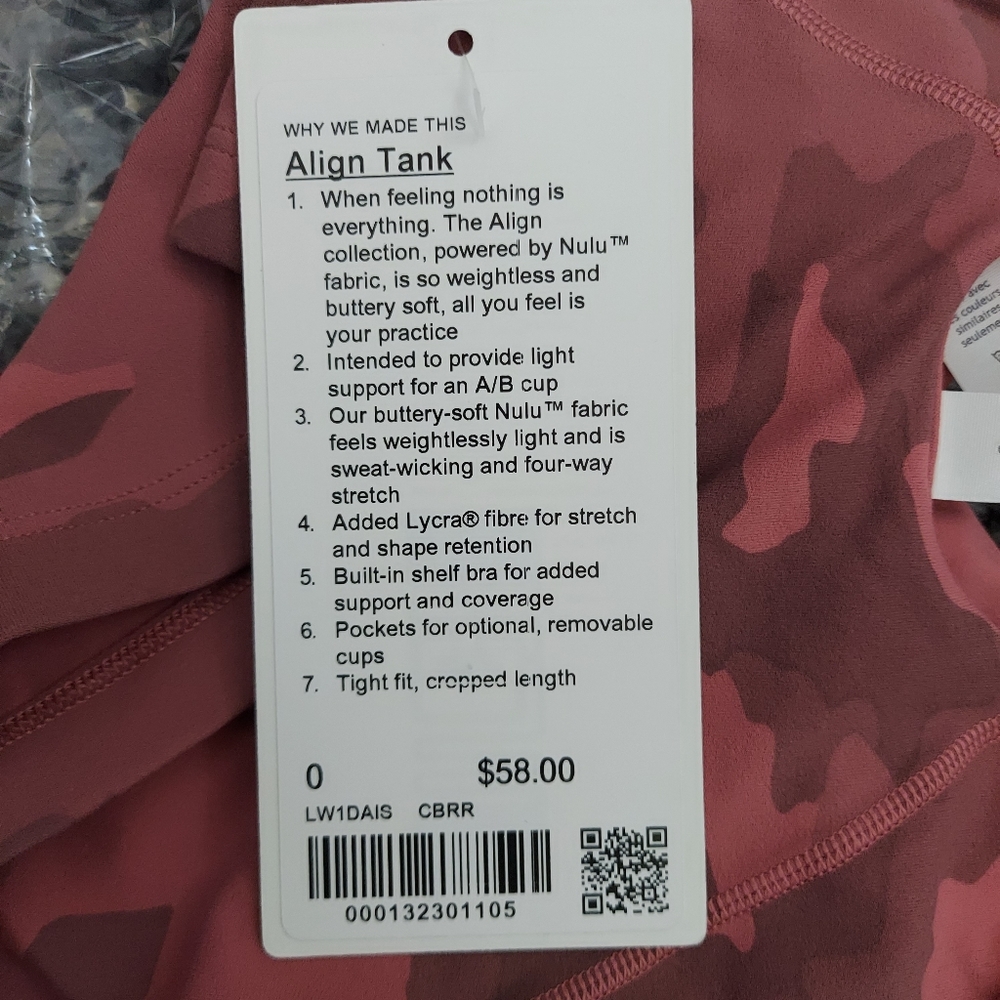 WHY WE MADE THIS
Align Tank
1. When feeling nothing is
everything. The Align
collection, powered by Nulu™
fabric, is so weightless and
buttery soft, all you feel is
your practice
2. Intended to provide light
support for an A/B cup
3. Our buttery-soft Nulu™ fabric
feels weightlessly light and is
sweat-wicking and four-way
stretch
4. Added Lycra® fibre for stretch
and shape retention
5. Built-in shelf bra for added
support and coverage
6. Pockets for optional, removable
cups
7. Tight fit, cropped length
0 $58.00
LW1DAIS CBRR
000132301105
avec
couleurs
similaires